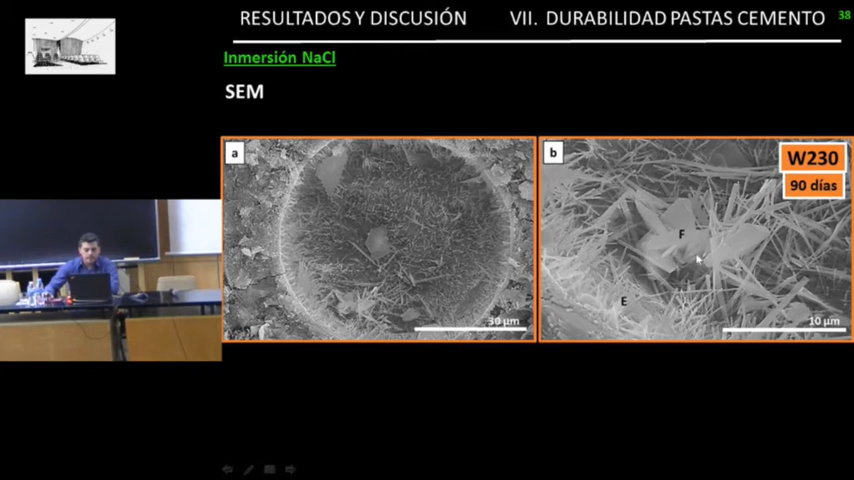 RESULTADOS Y DISCUSIÓN
VII. DURABILIDAD PASTAS CEMENTO
38
Inmersión NaCl
SEM
a
30 µm
b
W230
90 días
F
E
10 µm